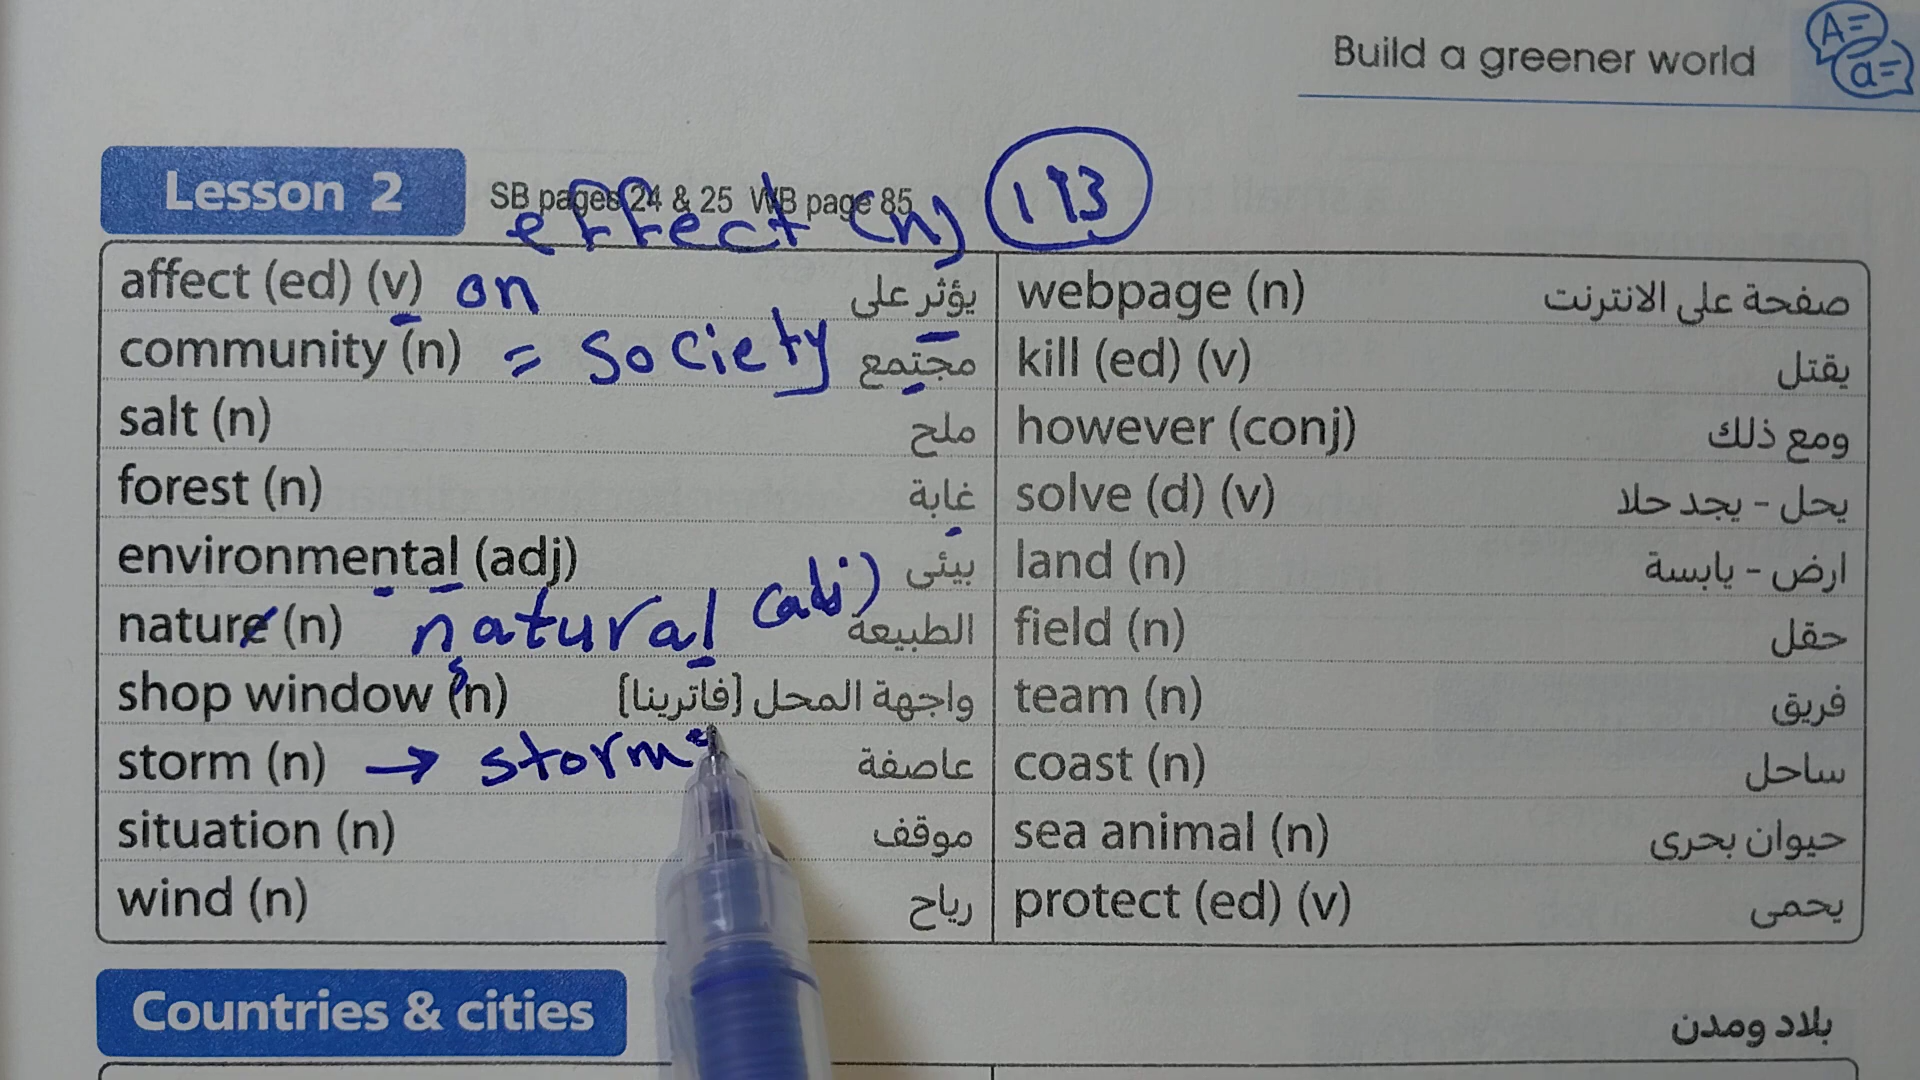 Build a greener world
A= a=
Lesson 2 SB pages 24 & 25 WB page 85 193
effect (n)
affect (ed) (v) on يؤثر على webpage (n) صفحة على الانترنت
community (n) = society مجتمع kill (ed) (v) يقتل
salt (n) ملح however (conj) ومع ذلك
forest (n) غابة solve (d) (v) يحل - يجد حلا
environmental (adj) بيئى land (n) ارض - يابسة
nature (n) natural (adj) الطبيعة field (n) حقل
shop window (n) واجهة المحل [فاترينا] team (n) فريق
storm (n) → storm عاصفة coast (n) ساحل
situation (n) موقف sea animal (n) حيوان بحرى
wind (n) رياح protect (ed) (v) يحمى
Countries & cities بلاد ومدن